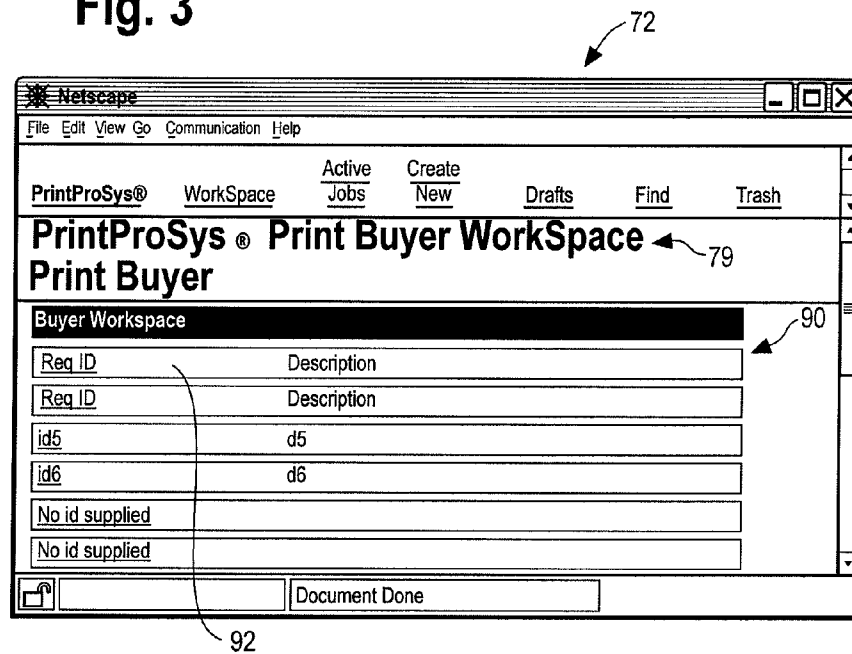 Fig. 3
72
Netscape
File Edit View Go Communication Help
PrintProSys® WorkSpace Active Jobs Create New Drafts Find Trash
PrintProSys ® Print Buyer WorkSpace
79
Print Buyer
Buyer Workspace
90
Req ID Description
Req ID Description
id5 d5
id6 d6
No id supplied
No id supplied
Document Done
92